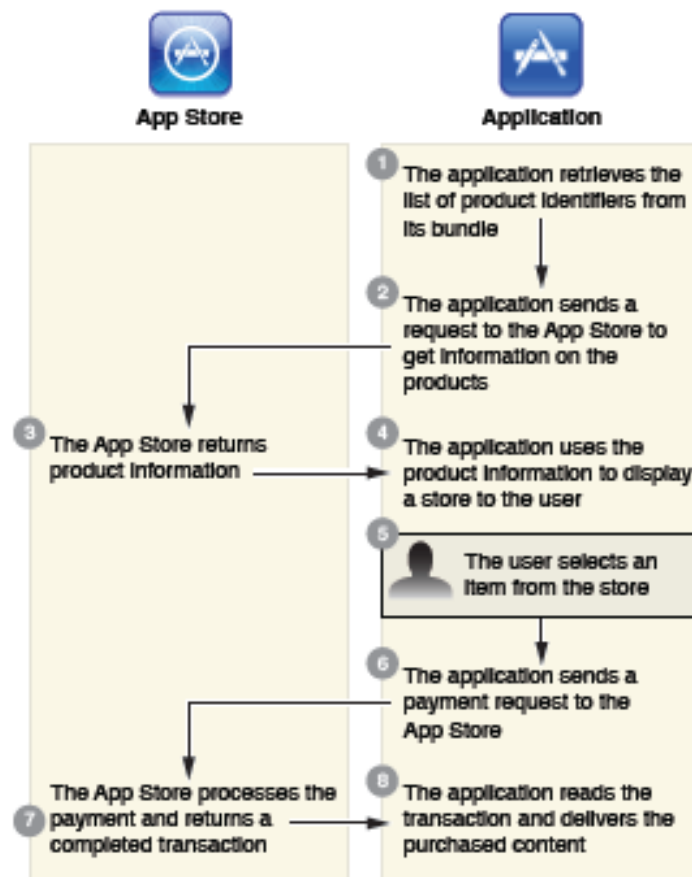 App Store
Application
1
The application retrieves the
list of product identifiers from
its bundle
2
The application sends a
request to the App Store to
get information on the
products
3
The App Store returns
product information
4
The application uses the
product information to display
a store to the user
5
The user selects an
item from the store
6
The application sends a
payment request to the
App Store
7
The App Store processes the
payment and returns a
completed transaction
8
The application reads the
transaction and delivers the
purchased content